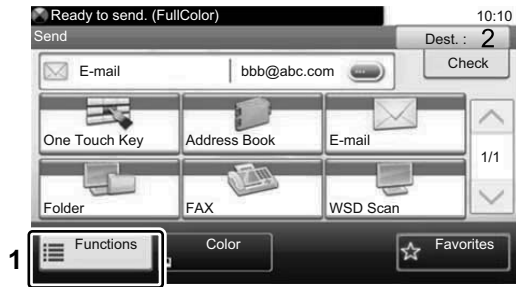 Ready to send. (FullColor) 10:10
Send Dest. : 2
E-mail bbb@abc.com Check
One Touch Key Address Book E-mail
1/1
Folder FAX WSD Scan
1 Functions Color Favorites